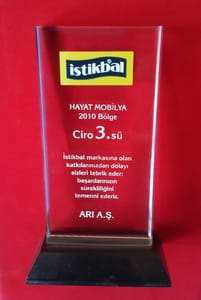 istikbal
HAYAT MOBİLYA
2010 Bölge
Ciro 3.sü
İstikbal markasına olan
katkılarınızdan dolayı
sizleri tebrik eder;
başarılarınızın
sürekliliğini
temenni ederiz.
ARI A.Ş.